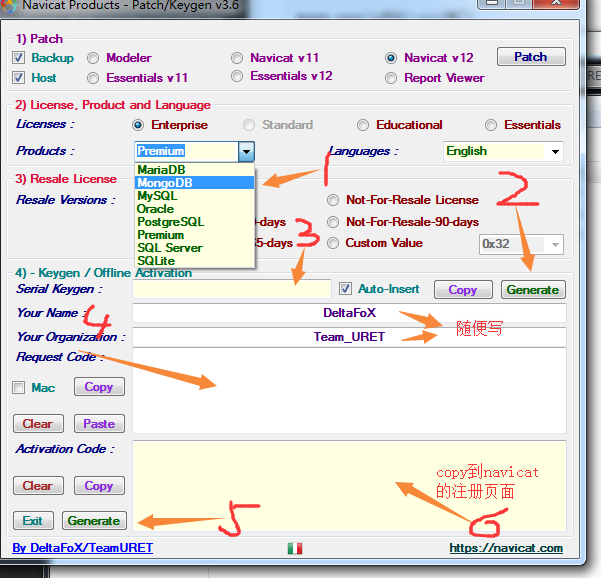 Navicat Products - Patch/Keygen v3.6
1) Patch
Backup Modeler Navicat v11 Navicat v12 Patch
Host Essentials v11 Essentials v12 Report Viewer
2) License, Product and Language
Licenses : Enterprise Standard Educational Essentials
Products : Premium Languages : English
MariaDB
MongoDB
MySQL
Oracle
PostgreSQL
Premium
SQL Server
SQLite
1
3) Resale License
2
Resale Versions : Not-For-Resale License
0-days Not-For-Resale-90-days
3
5-days Custom Value 0x32
4) - Keygen / Offline Activation
Serial Keygen : Auto-Insert Copy Generate
Your Name : DeltaFoX
4
随便写
Your Organization : Team_URET
Request Code :
Mac Copy
Clear Paste
Activation Code :
copy到navicat
的注册页面
Clear Copy
5
6
Exit Generate
By DeltaFoX/TeamURET https://navicat.com